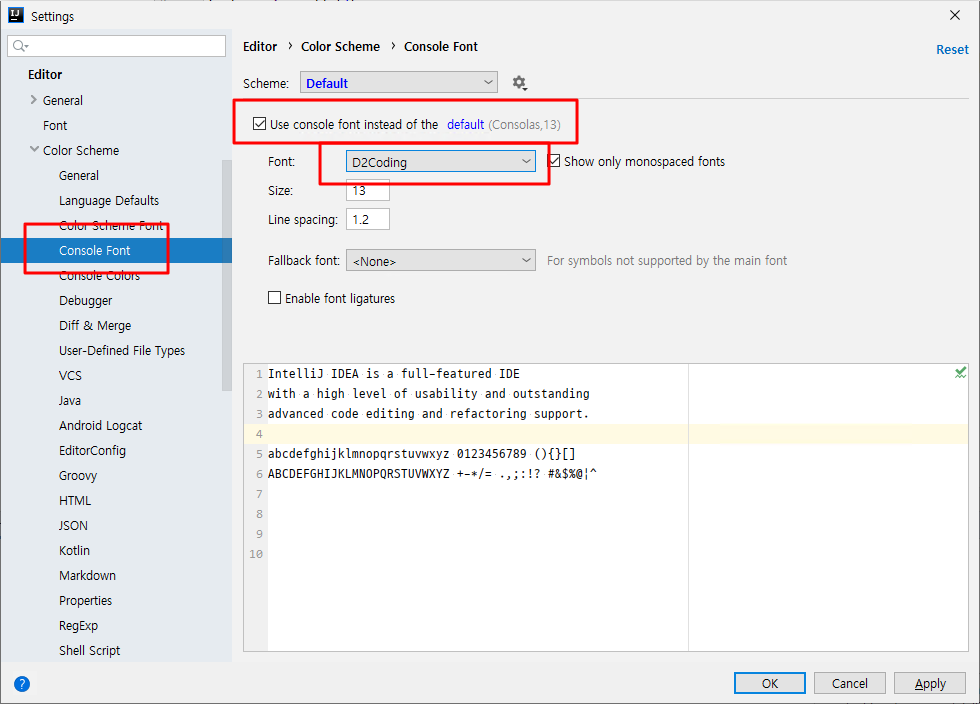 Settings
Editor
General
Font
Color Scheme
General
Language Defaults
Color Scheme Font
Console Font
Console Colors
Debugger
Diff & Merge
User-Defined File Types
VCS
Java
Android Logcat
EditorConfig
Groovy
HTML
JSON
Kotlin
Markdown
Properties
RegExp
Shell Script
Editor › Color Scheme › Console Font
Reset
Scheme: Default
Use console font instead of the default (Consolas,13)
Font: D2Coding Show only monospaced fonts
Size: 13
Line spacing: 1.2
Fallback font: <None> For symbols not supported by the main font
Enable font ligatures
1 IntelliJ IDEA is a full-featured IDE
2 with a high level of usability and outstanding
3 advanced code editing and refactoring support.
4
5 abcdefghijklmnopqrstuvwxyz 0123456789 (){}[]
6 ABCDEFGHIJKLMNOPQRSTUVWXYZ +-*/= .,;:!? #&$%@¦^
7
8
9
10
? OK Cancel Apply